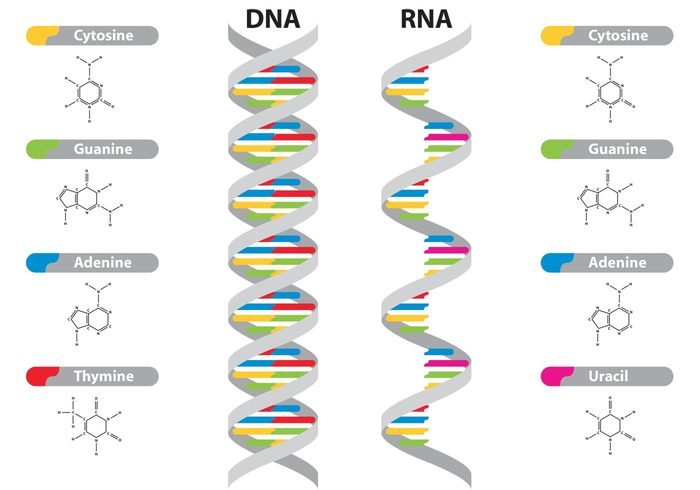 DNA
RNA
Cytosine
Guanine
Adenine
Thymine
Cytosine
Guanine
Adenine
Uracil